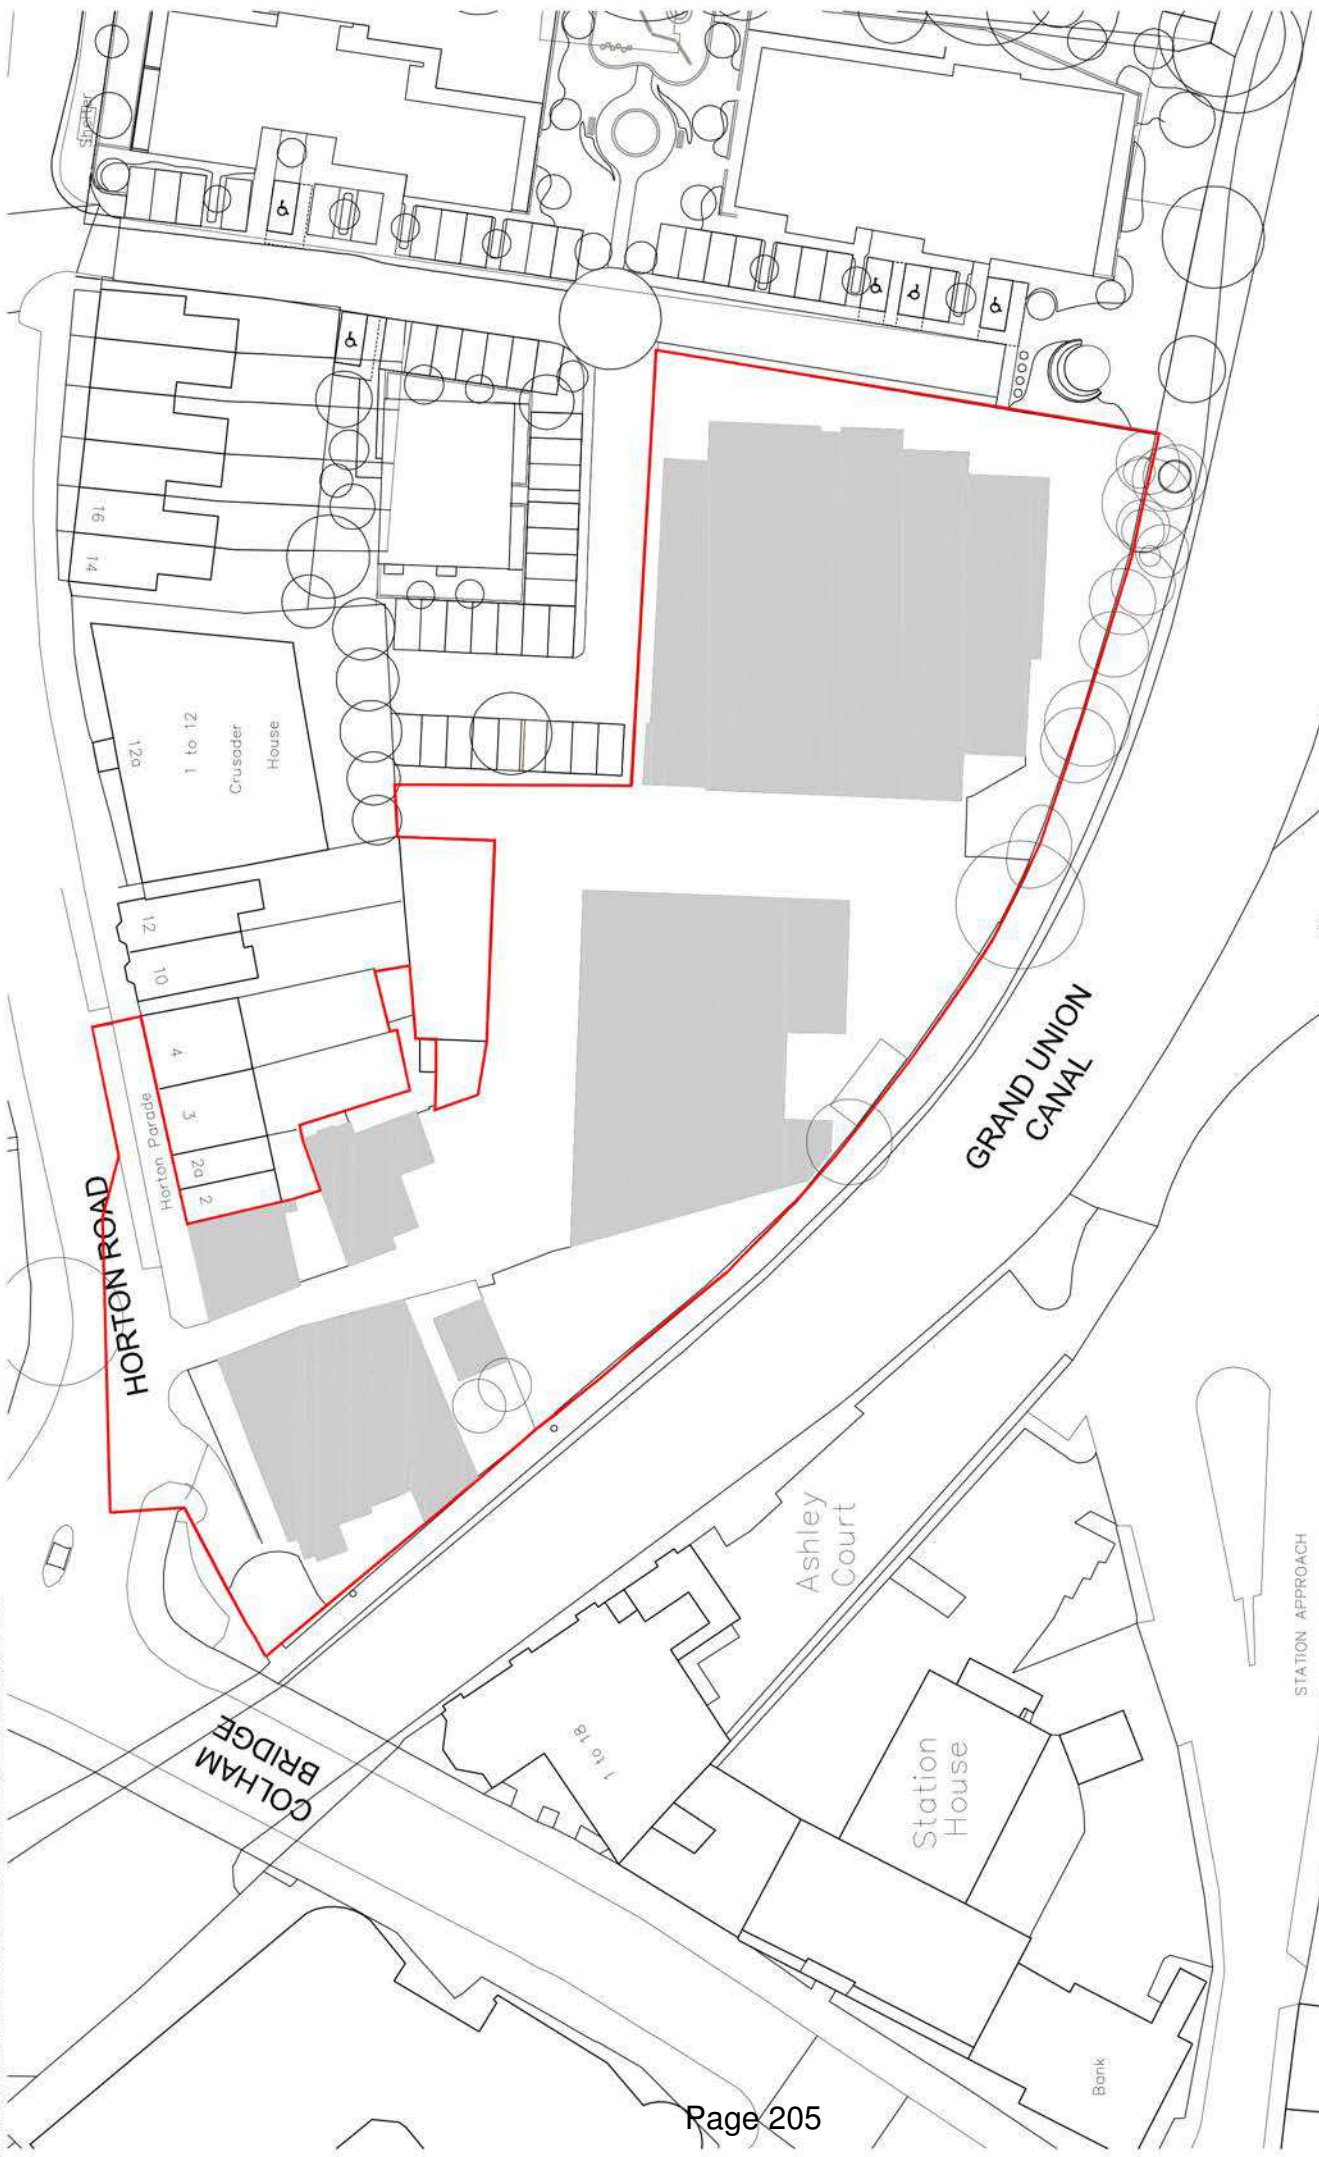 Shelter
16
14
1 to 12
Crusader
House
12a
12
10
4
3
2a
2
Horton Parade
HORTON ROAD
GRAND UNION
CANAL
Ashley
Court
STATION APPROACH
1 to 18
Station
House
COLHAM
BRIDGE
Bank
Page 205